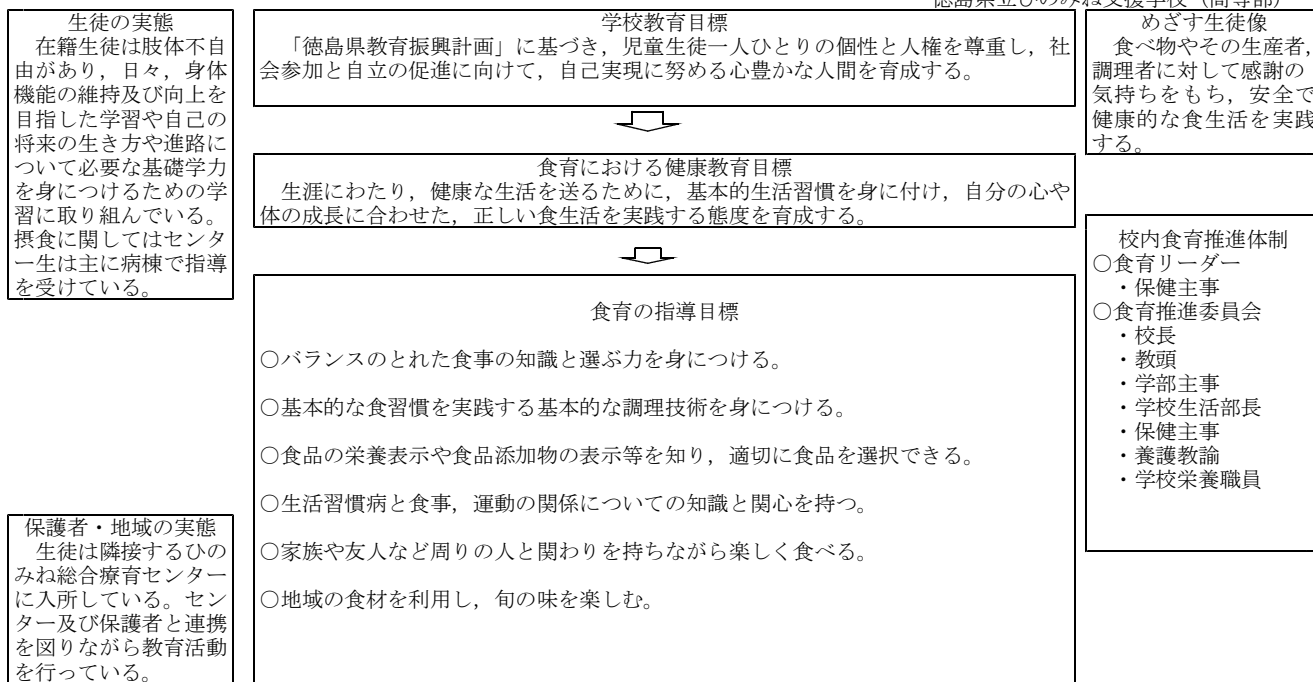 徳島県立ひのみね支援学校（高等部）
生徒の実態
在籍生徒は肢体不自
由があり，日々，身体
機能の維持及び向上を
目指した学習や自己の
将来の生き方や進路に
ついて必要な基礎学力
を身につけるための学
習に取り組んでいる。
摂食に関してはセンタ
ー生は主に病棟で指導
を受けている。
学校教育目標
「徳島県教育振興計画」に基づき，児童生徒一人ひとりの個性と人権を尊重し，社
会参加と自立の促進に向けて，自己実現に努める心豊かな人間を育成する。
めざす生徒像
食べ物やその生産者，
調理者に対して感謝の
気持ちをもち，安全で
健康的な食生活を実践
する。
食育における健康教育目標
生涯にわたり，健康な生活を送るために，基本的生活習慣を身に付け，自分の心や
体の成長に合わせた，正しい食生活を実践する態度を育成する。
校内食育推進体制
○食育リーダー
・保健主事
○食育推進委員会
・校長
・教頭
・学部主事
・学校生活部長
・保健主事
・養護教諭
・学校栄養職員
食育の指導目標
○バランスのとれた食事の知識と選ぶ力を身につける。
○基本的な食習慣を実践する基本的な調理技術を身につける。
○食品の栄養表示や食品添加物の表示等を知り，適切に食品を選択できる。
○生活習慣病と食事，運動の関係についての知識と関心を持つ。
○家族や友人など周りの人と関わりを持ちながら楽しく食べる。
○地域の食材を利用し，旬の味を楽しむ。
保護者・地域の実態
生徒は隣接するひの
みね総合療育センター
に入所している。セン
ター及び保護者と連携
を図りながら教育活動
を行っている。